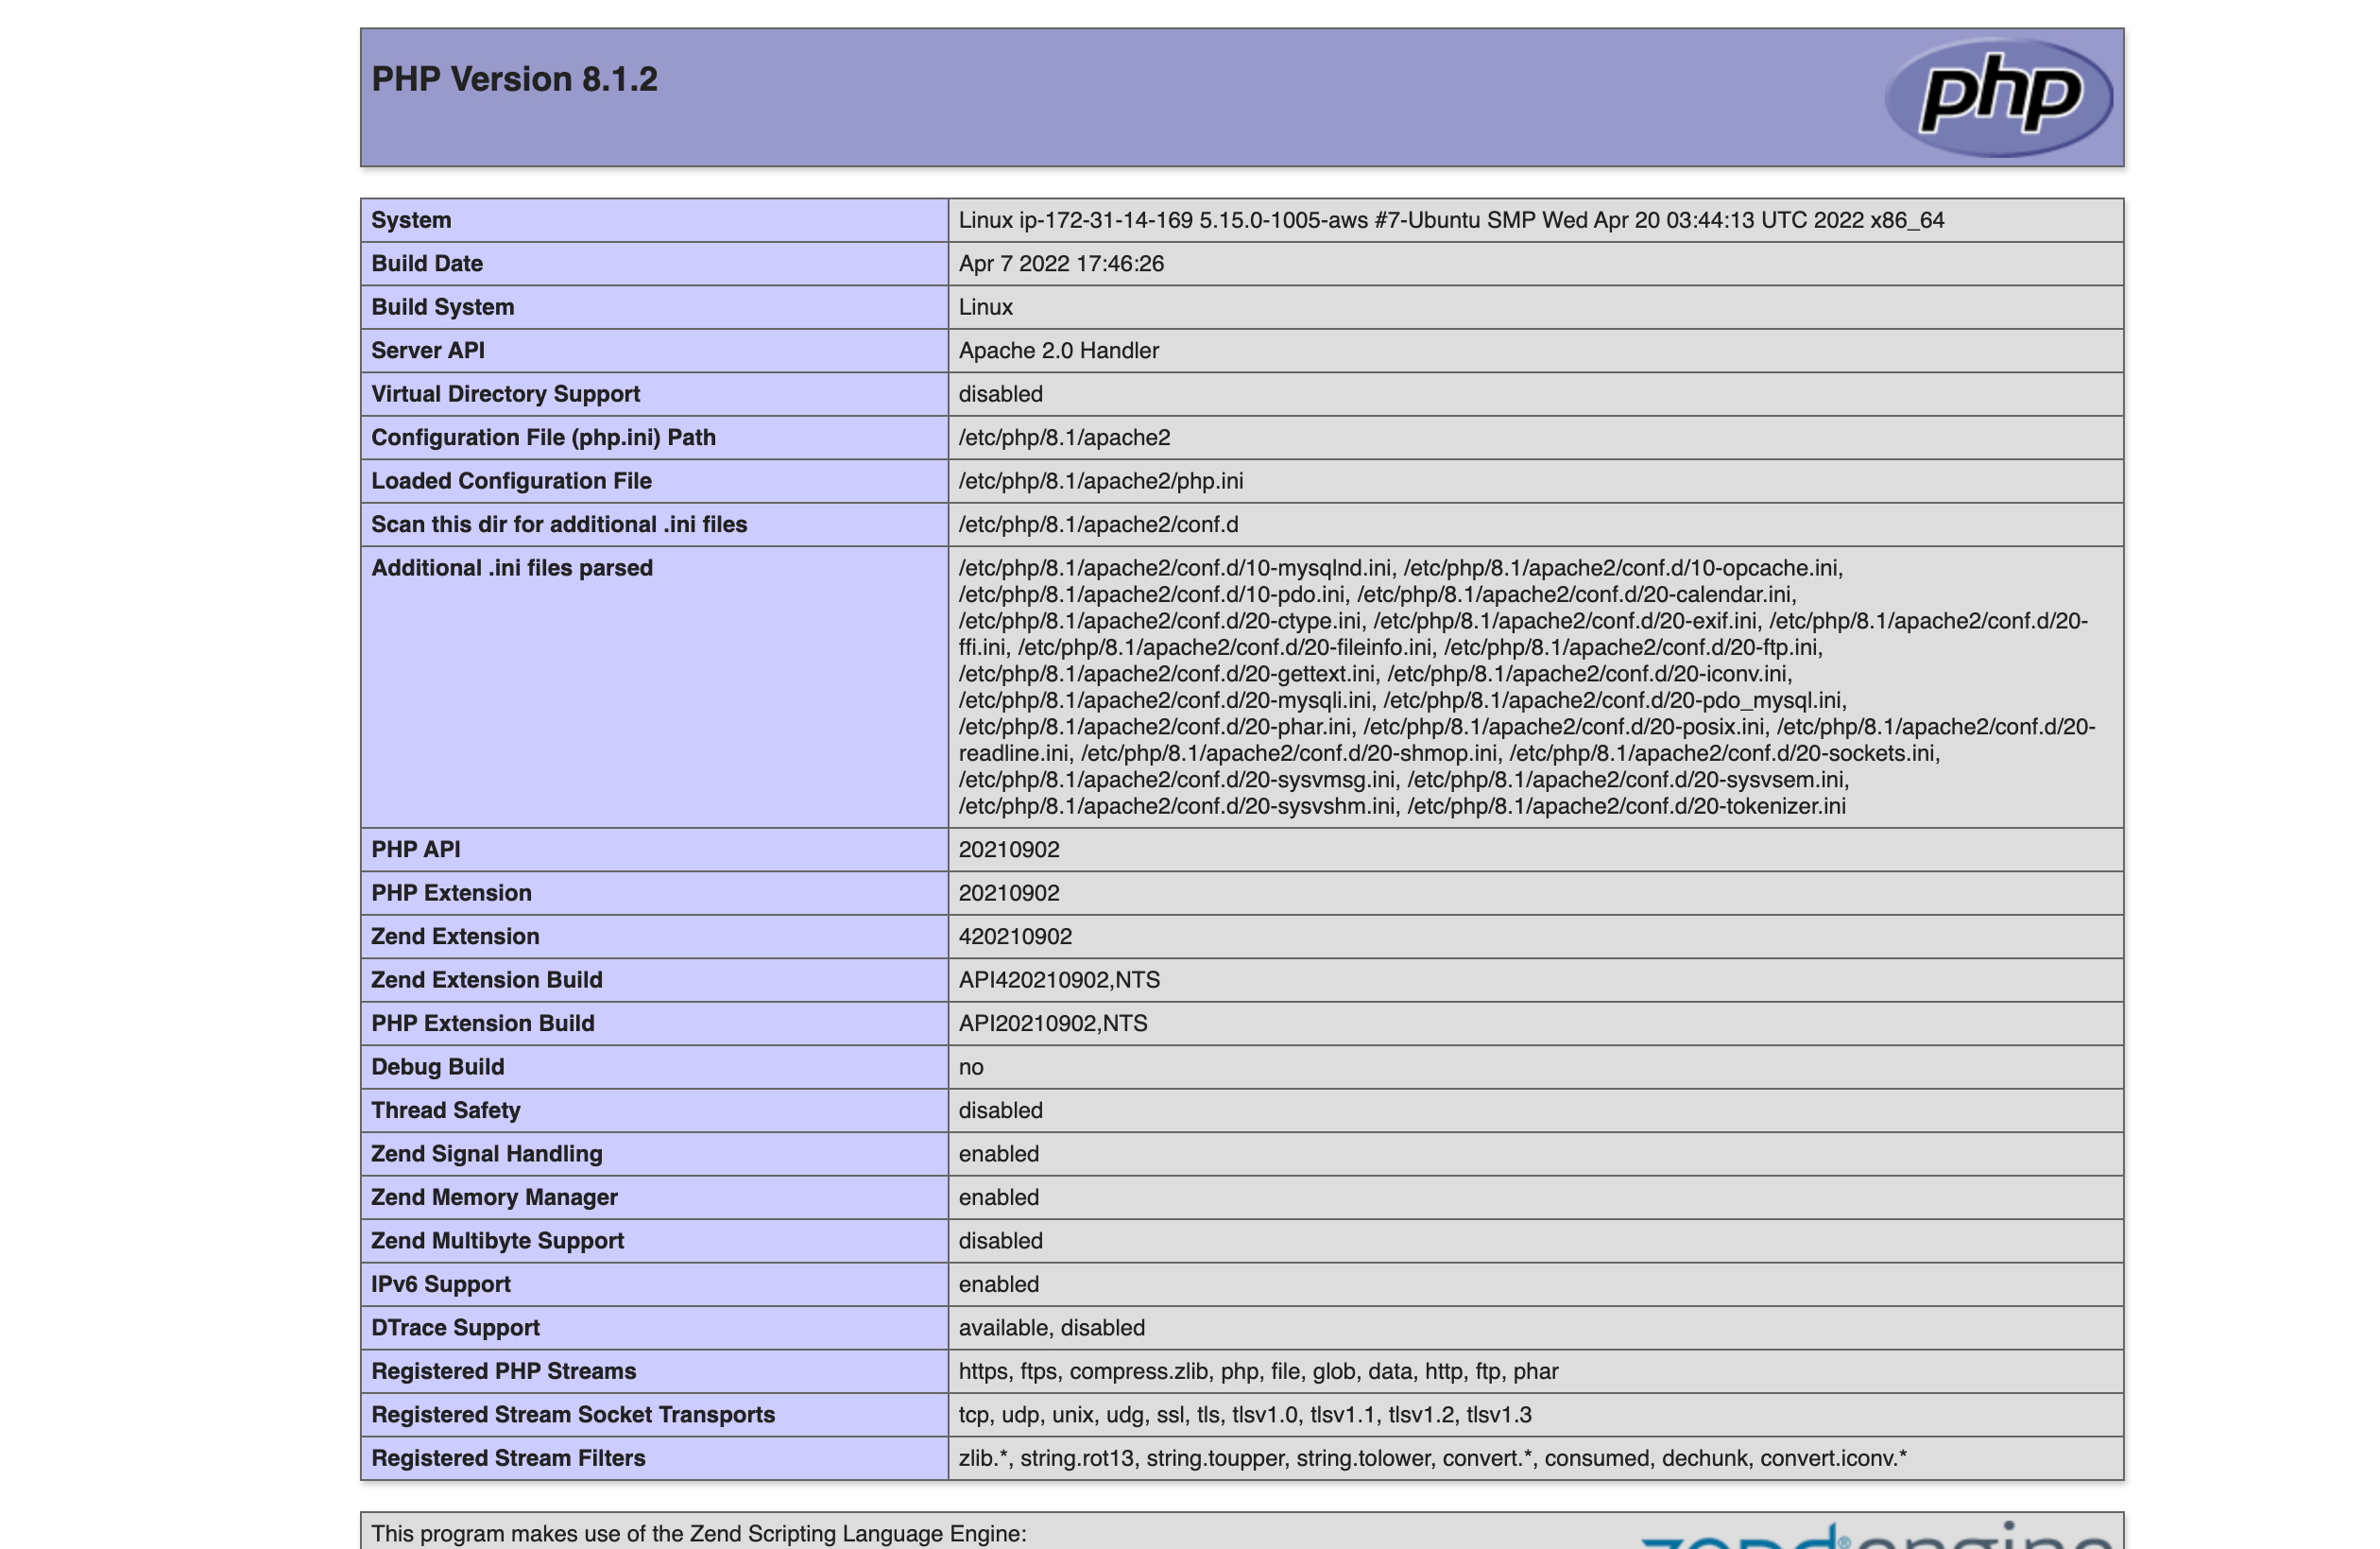 PHP Version 8.1.2
php
System Linux ip-172-31-14-169 5.15.0-1005-aws #7-Ubuntu SMP Wed Apr 20 03:44:13 UTC 2022 x86_64
Build Date Apr 7 2022 17:46:26
Build System Linux
Server API Apache 2.0 Handler
Virtual Directory Support disabled
Configuration File (php.ini) Path /etc/php/8.1/apache2
Loaded Configuration File /etc/php/8.1/apache2/php.ini
Scan this dir for additional .ini files /etc/php/8.1/apache2/conf.d
Additional .ini files parsed /etc/php/8.1/apache2/conf.d/10-mysqlnd.ini, /etc/php/8.1/apache2/conf.d/10-opcache.ini,
/etc/php/8.1/apache2/conf.d/10-pdo.ini, /etc/php/8.1/apache2/conf.d/20-calendar.ini,
/etc/php/8.1/apache2/conf.d/20-ctype.ini, /etc/php/8.1/apache2/conf.d/20-exif.ini, /etc/php/8.1/apache2/conf.d/20-
ffi.ini, /etc/php/8.1/apache2/conf.d/20-fileinfo.ini, /etc/php/8.1/apache2/conf.d/20-ftp.ini,
/etc/php/8.1/apache2/conf.d/20-gettext.ini, /etc/php/8.1/apache2/conf.d/20-iconv.ini,
/etc/php/8.1/apache2/conf.d/20-mysqli.ini, /etc/php/8.1/apache2/conf.d/20-pdo_mysql.ini,
/etc/php/8.1/apache2/conf.d/20-phar.ini, /etc/php/8.1/apache2/conf.d/20-posix.ini, /etc/php/8.1/apache2/conf.d/20-
readline.ini, /etc/php/8.1/apache2/conf.d/20-shmop.ini, /etc/php/8.1/apache2/conf.d/20-sockets.ini,
/etc/php/8.1/apache2/conf.d/20-sysvmsg.ini, /etc/php/8.1/apache2/conf.d/20-sysvsem.ini,
/etc/php/8.1/apache2/conf.d/20-sysvshm.ini, /etc/php/8.1/apache2/conf.d/20-tokenizer.ini
PHP API 20210902
PHP Extension 20210902
Zend Extension 420210902
Zend Extension Build API420210902,NTS
PHP Extension Build API20210902,NTS
Debug Build no
Thread Safety disabled
Zend Signal Handling enabled
Zend Memory Manager enabled
Zend Multibyte Support disabled
IPv6 Support enabled
DTrace Support available, disabled
Registered PHP Streams https, ftps, compress.zlib, php, file, glob, data, http, ftp, phar
Registered Stream Socket Transports tcp, udp, unix, udg, ssl, tls, tlsv1.0, tlsv1.1, tlsv1.2, tlsv1.3
Registered Stream Filters zlib.*, string.rot13, string.toupper, string.tolower, convert.*, consumed, dechunk, convert.iconv.*
This program makes use of the Zend Scripting Language Engine:
zend®engine